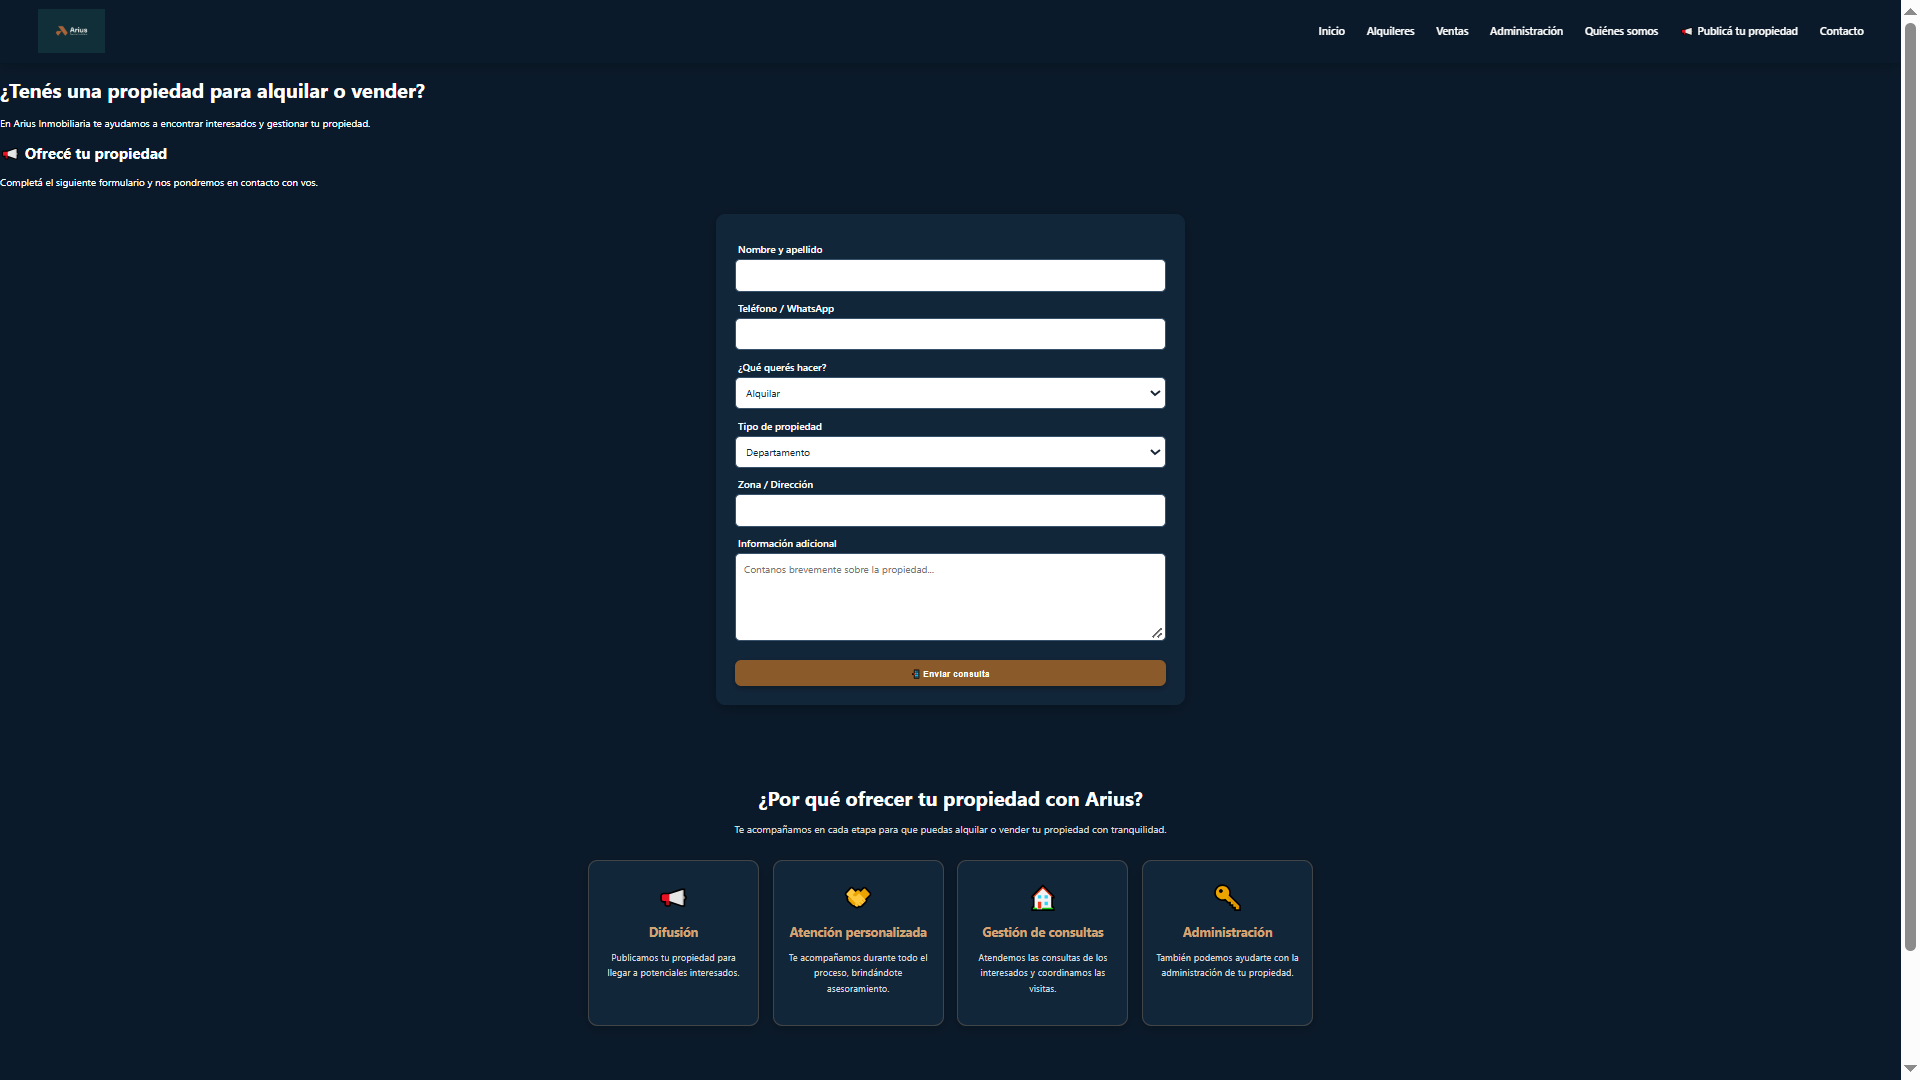 Arius
Inicio
Alquileres
Ventas
Administración
Quiénes somos
📢 Publicá tu propiedad
Contacto
¿Tenés una propiedad para alquilar o vender?
En Arius Inmobiliaria te ayudamos a encontrar interesados y gestionar tu propiedad.
📢 Ofrecé tu propiedad
Completá el siguiente formulario y nos pondremos en contacto con vos.
Nombre y apellido
Teléfono / WhatsApp
¿Qué querés hacer?
Alquilar
Tipo de propiedad
Departamento
Zona / Dirección
Información adicional
Contanos brevemente sobre la propiedad...
📲 Enviar consulta
¿Por qué ofrecer tu propiedad con Arius?
Te acompañamos en cada etapa para que puedas alquilar o vender tu propiedad con tranquilidad.
Difusión
Publicamos tu propiedad para
llegar a potenciales interesados.
Atención personalizada
Te acompañamos durante todo el
proceso, brindándote
asesoramiento.
Gestión de consultas
Atendemos las consultas de los
interesados y coordinamos las
visitas.
Administración
También podemos ayudarte con la
administración de tu propiedad.